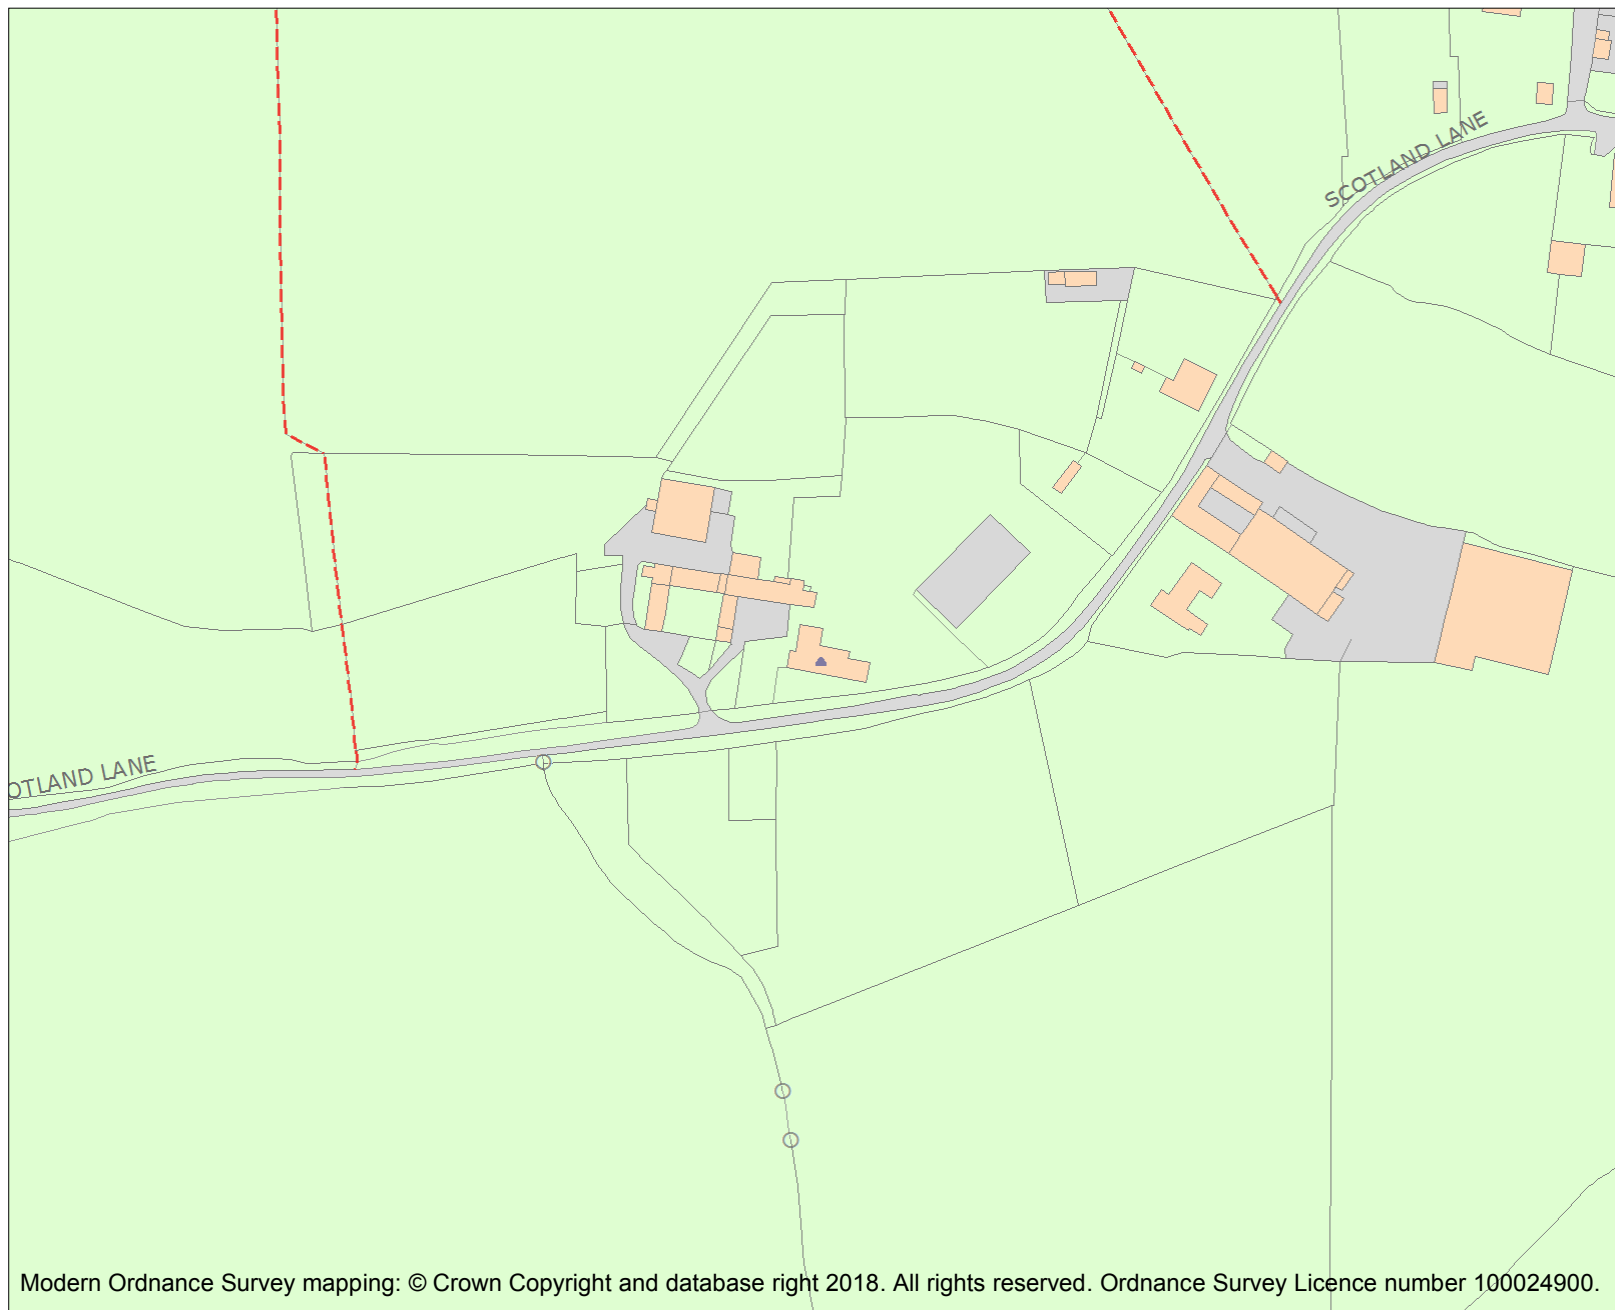 SCOTLAND LANE
OTLAND LANE
Modern Ordnance Survey mapping: © Crown Copyright and database right 2018. All rights reserved. Ordnance Survey Licence number 100024900.